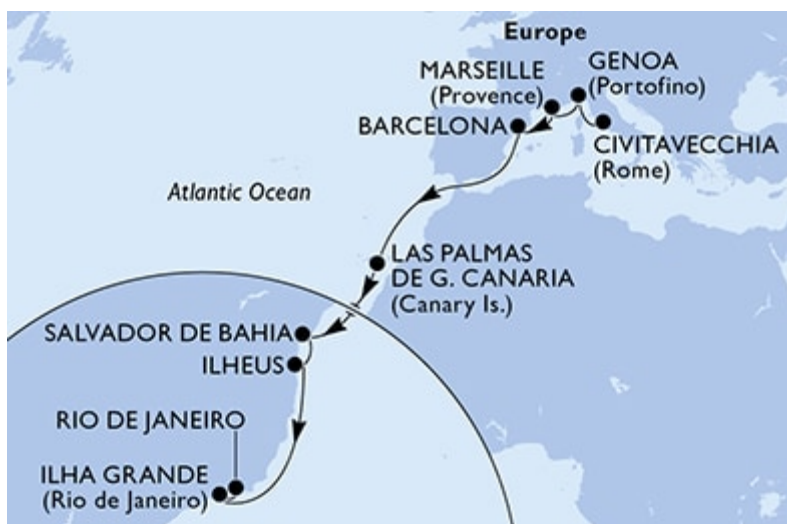 Europe
GENOA
(Portofino)
MARSEILLE
(Provence)
BARCELONA
CIVITAVECCHIA
(Rome)
Atlantic Ocean
LAS PALMAS
DE G. CANARIA
(Canary Is.)
SALVADOR DE BAHIA
ILHEUS
RIO DE JANEIRO
ILHA GRANDE
(Rio de Janeiro)